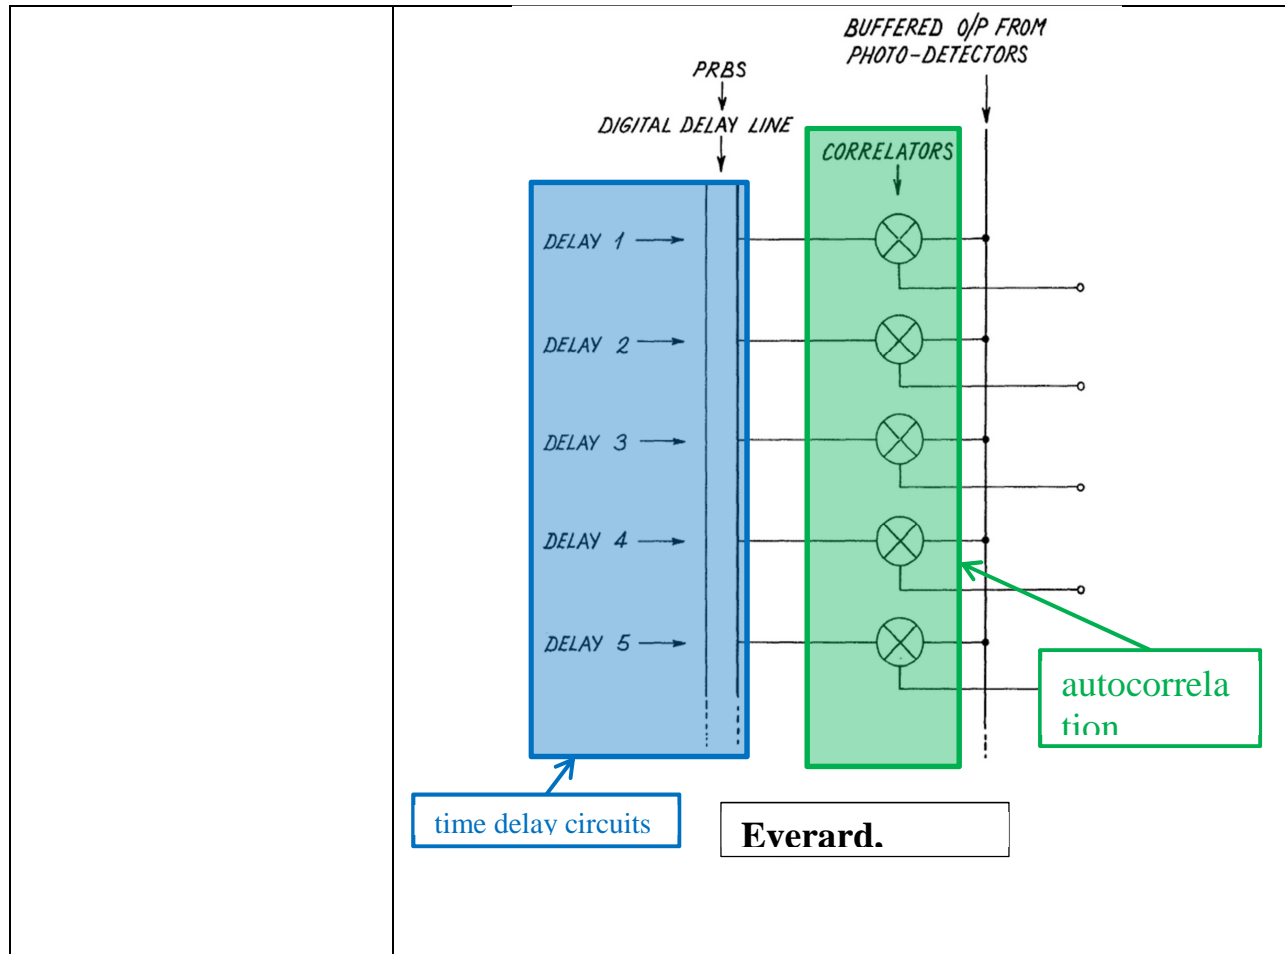 BUFFERED O/P FROM
PHOTO-DETECTORS
PRBS
DIGITAL DELAY LINE
CORRELATORS
DELAY 1
DELAY 2
DELAY 3
DELAY 4
DELAY 5
autocorrela
tion
time delay circuits
Everard,